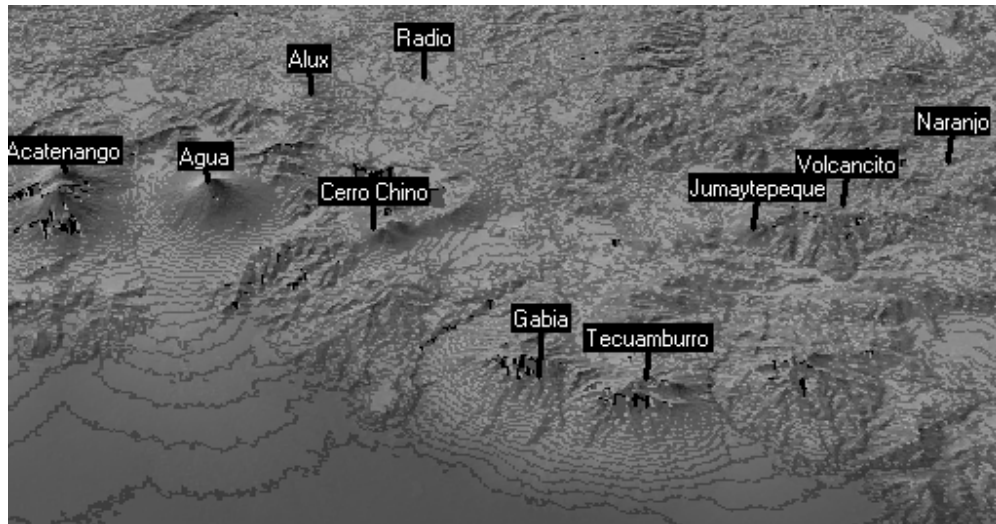 Radio
Alux
Naranjo
Acatenango
Agua
Volcancito
Cerro Chino
Jumaytepeque
Gabia
Tecuamburro